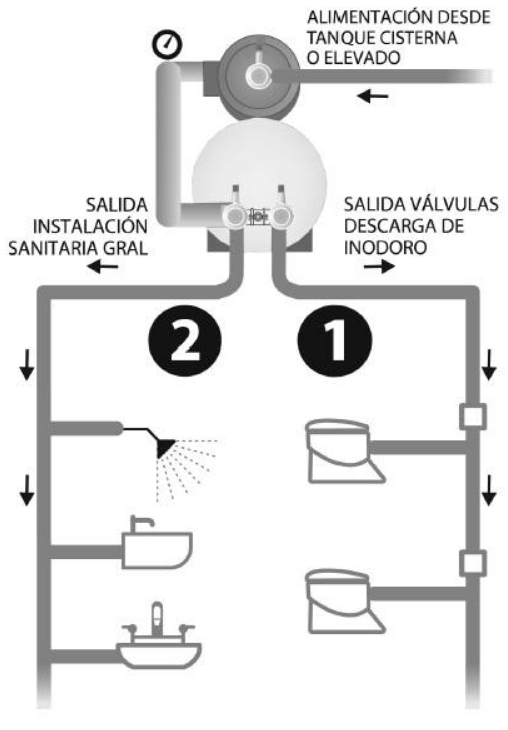 ALIMENTACIÓN DESDE
TANQUE CISTERNA
O ELEVADO
SALIDA
INSTALACIÓN
SANITARIA GRAL
SALIDA VÁLVULAS
DESCARGA DE
INODORO
2
1